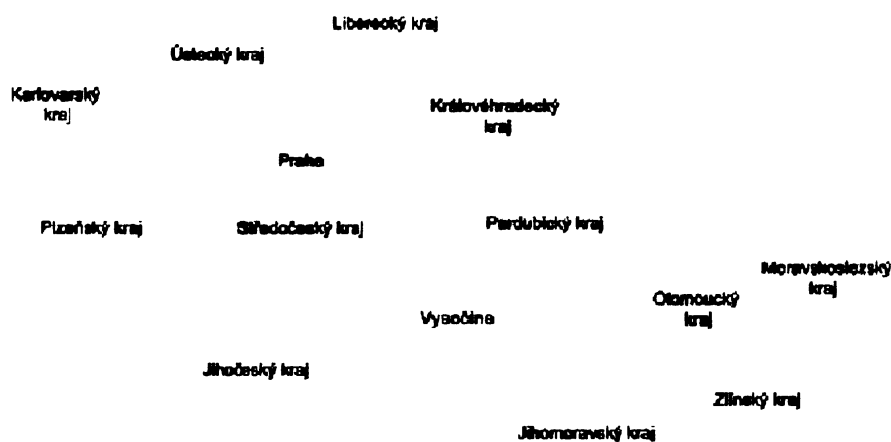 Liberecký kraj
Ústecký kraj
Karlovarský
kraj
Královéhradecký
kraj
Praha
Plzeňský kraj
Středočeský kraj
Pardubický kraj
Moravskoslezský
kraj
Olomoucký
kraj
Vysočina
Jihočeský kraj
Zlínský kraj
Jihomoravský kraj